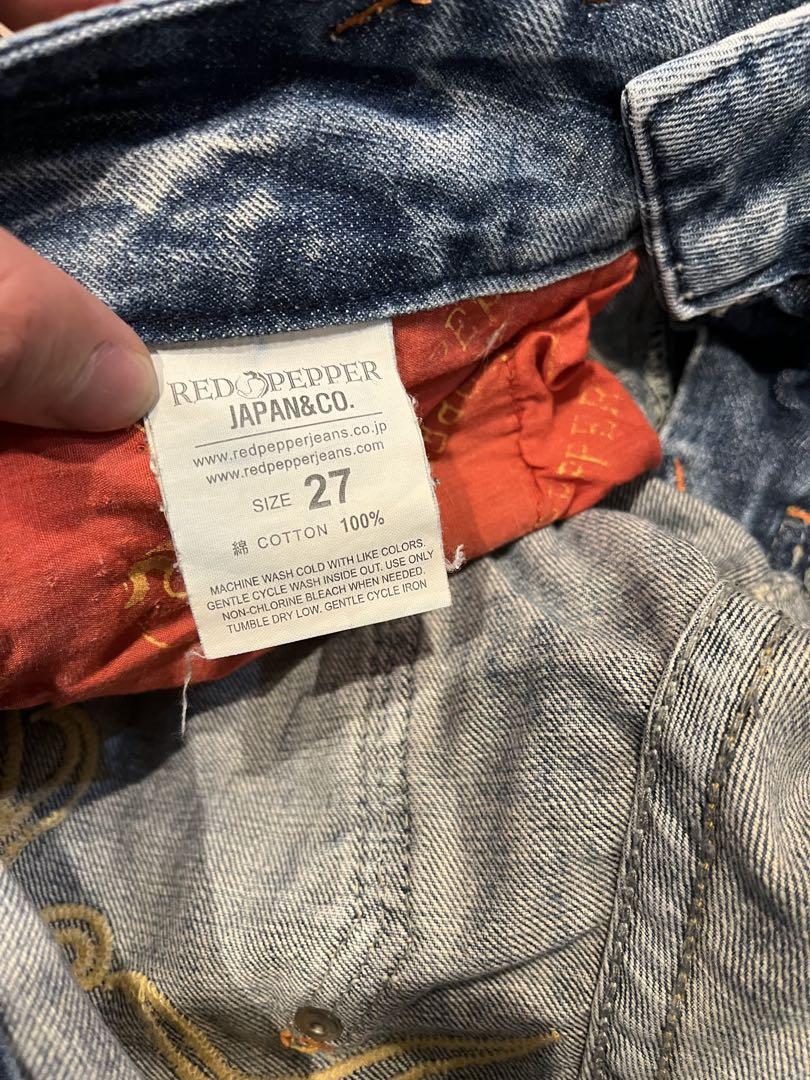 RED PEPPER
JAPAN&CO.
www.redpepperjeans.co.jp
www.redpepperjeans.com
SIZE 27
綿 COTTON 100%
MACHINE WASH COLD WITH LIKE COLORS.
GENTLE CYCLE WASH INSIDE OUT. USE ONLY
NON-CHLORINE BLEACH WHEN NEEDED.
TUMBLE DRY LOW. GENTLE CYCLE IRON